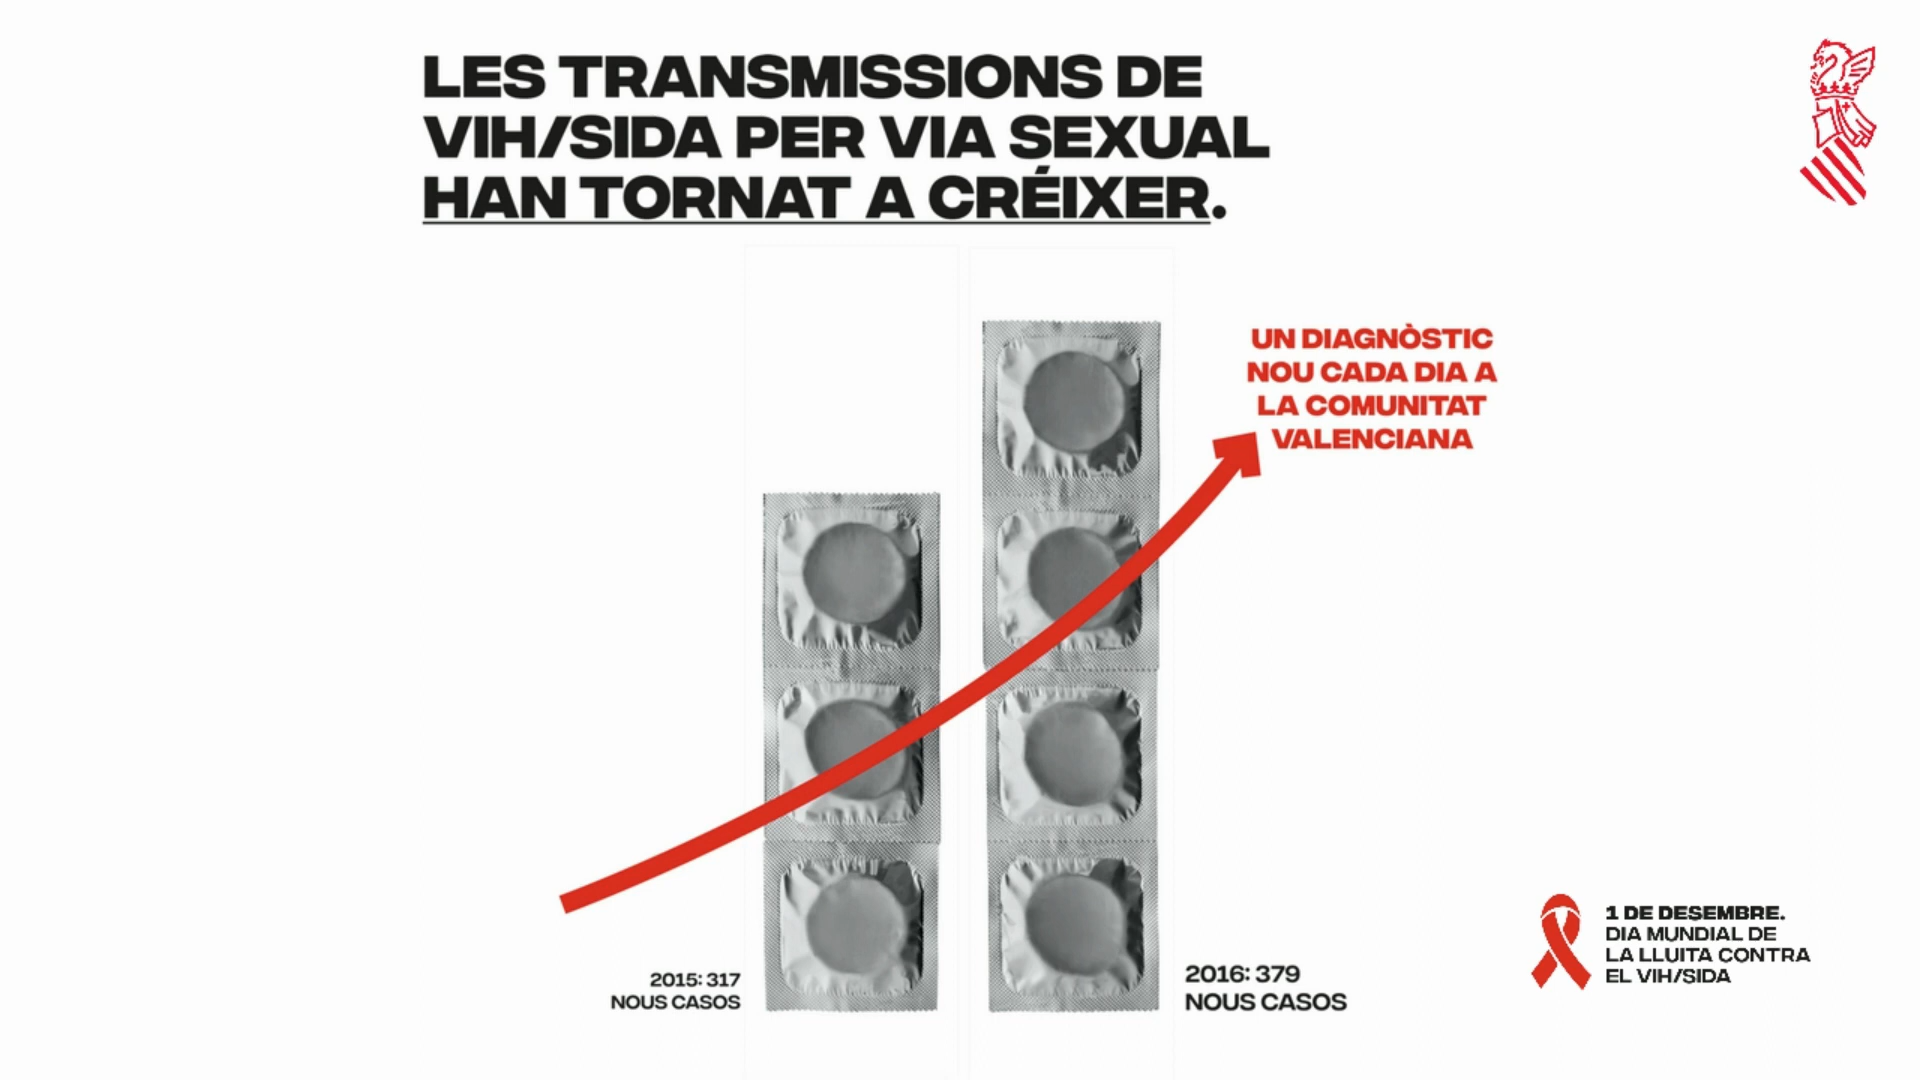 LES TRANSMISSIONS DE
VIH/SIDA PER VIA SEXUAL
HAN TORNAT A CRÉIXER.
UN DIAGNÒSTIC
NOU CADA DIA A
LA COMUNITAT
VALENCIANA
2015: 317
NOUS CASOS
2016: 379
NOUS CASOS
1 DE DESEMBRE.
DIA MUNDIAL DE
LA LLUITA CONTRA
EL VIH/SIDA